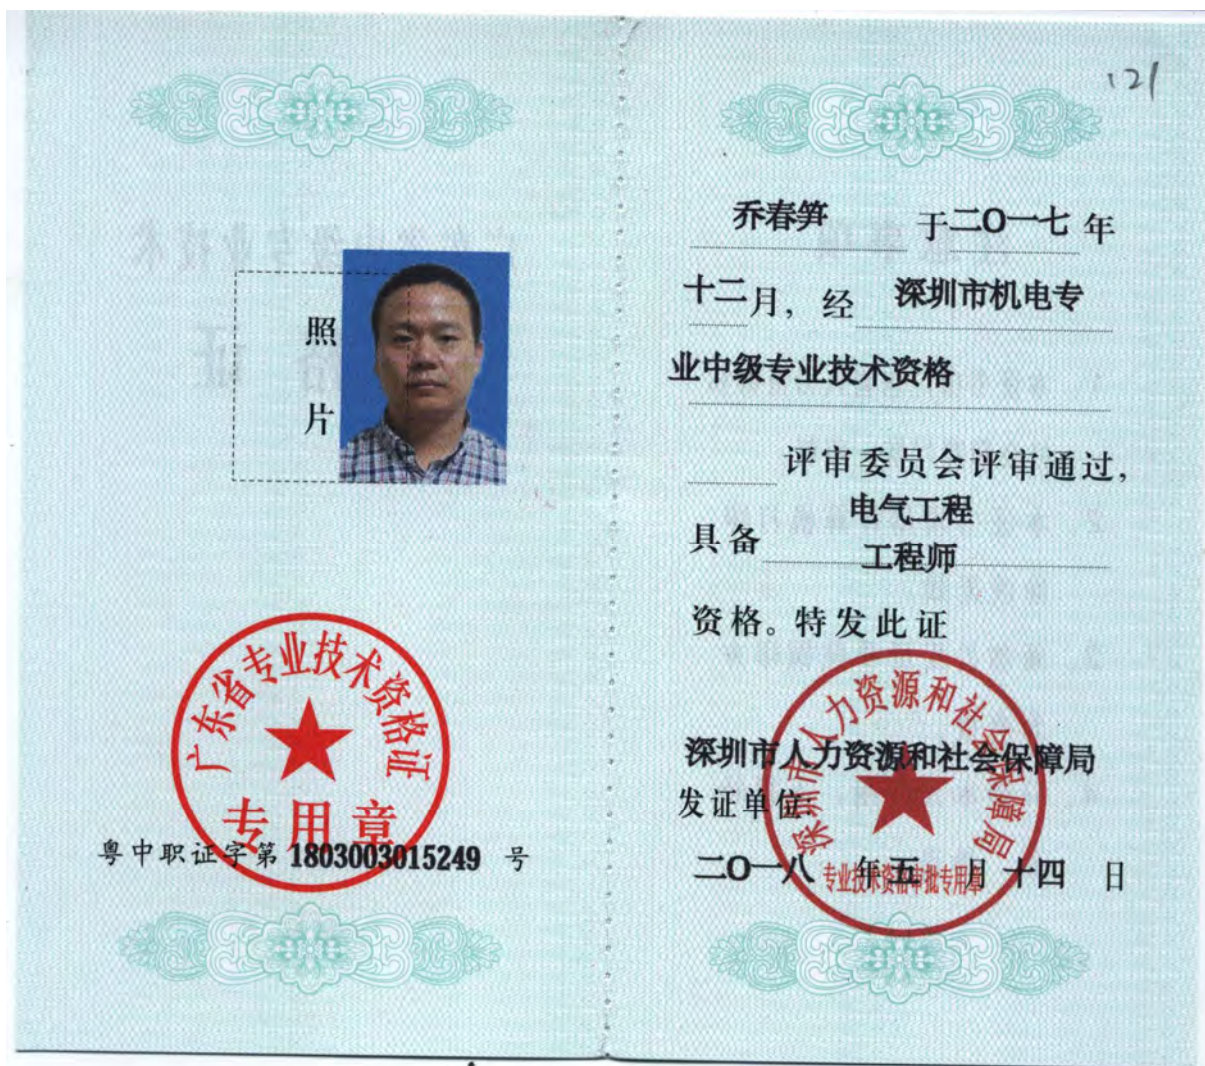 照
片
广东省专业技术资格证
专用章
粤中职证字第 1803003015249 号
121
乔春笋 于二〇一七年
十二月，经 深圳市机电专
业中级专业技术资格
评审委员会评审通过，
具备 电气工程
工程师
资格。特发此证
深圳市人力资源和社会保障局
深圳市人力资源和社会保障局
发证单位：
二〇一八 年 五 月 十四 日
专业技术资格审批专用章